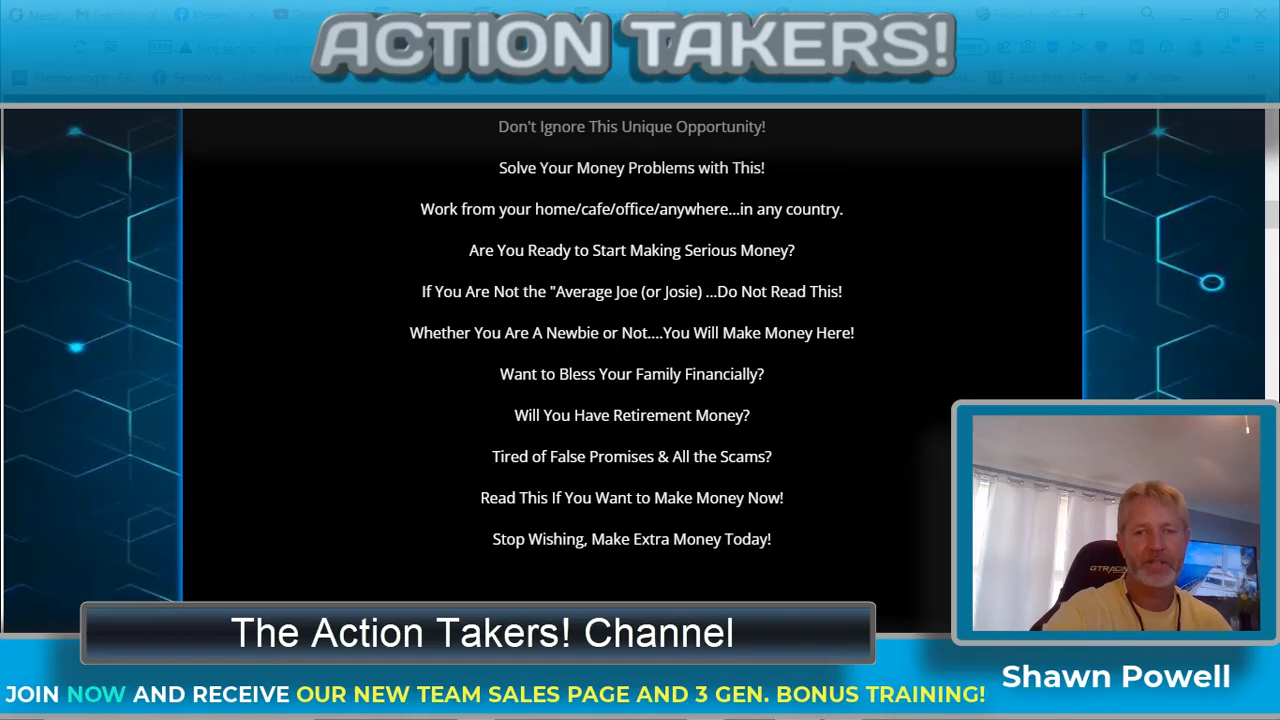 ACTION TAKERS!
Don't Ignore This Unique Opportunity!
Solve Your Money Problems with This!
Work from your home/cafe/office/anywhere...in any country.
Are You Ready to Start Making Serious Money?
If You Are Not the "Average Joe (or Josie) ...Do Not Read This!
Whether You Are A Newbie or Not....You Will Make Money Here!
Want to Bless Your Family Financially?
Will You Have Retirement Money?
Tired of False Promises & All the Scams?
Read This If You Want to Make Money Now!
Stop Wishing, Make Extra Money Today!
The Action Takers! Channel
Shawn Powell
JOIN NOW AND RECEIVE OUR NEW TEAM SALES PAGE AND 3 GEN. BONUS TRAINING!